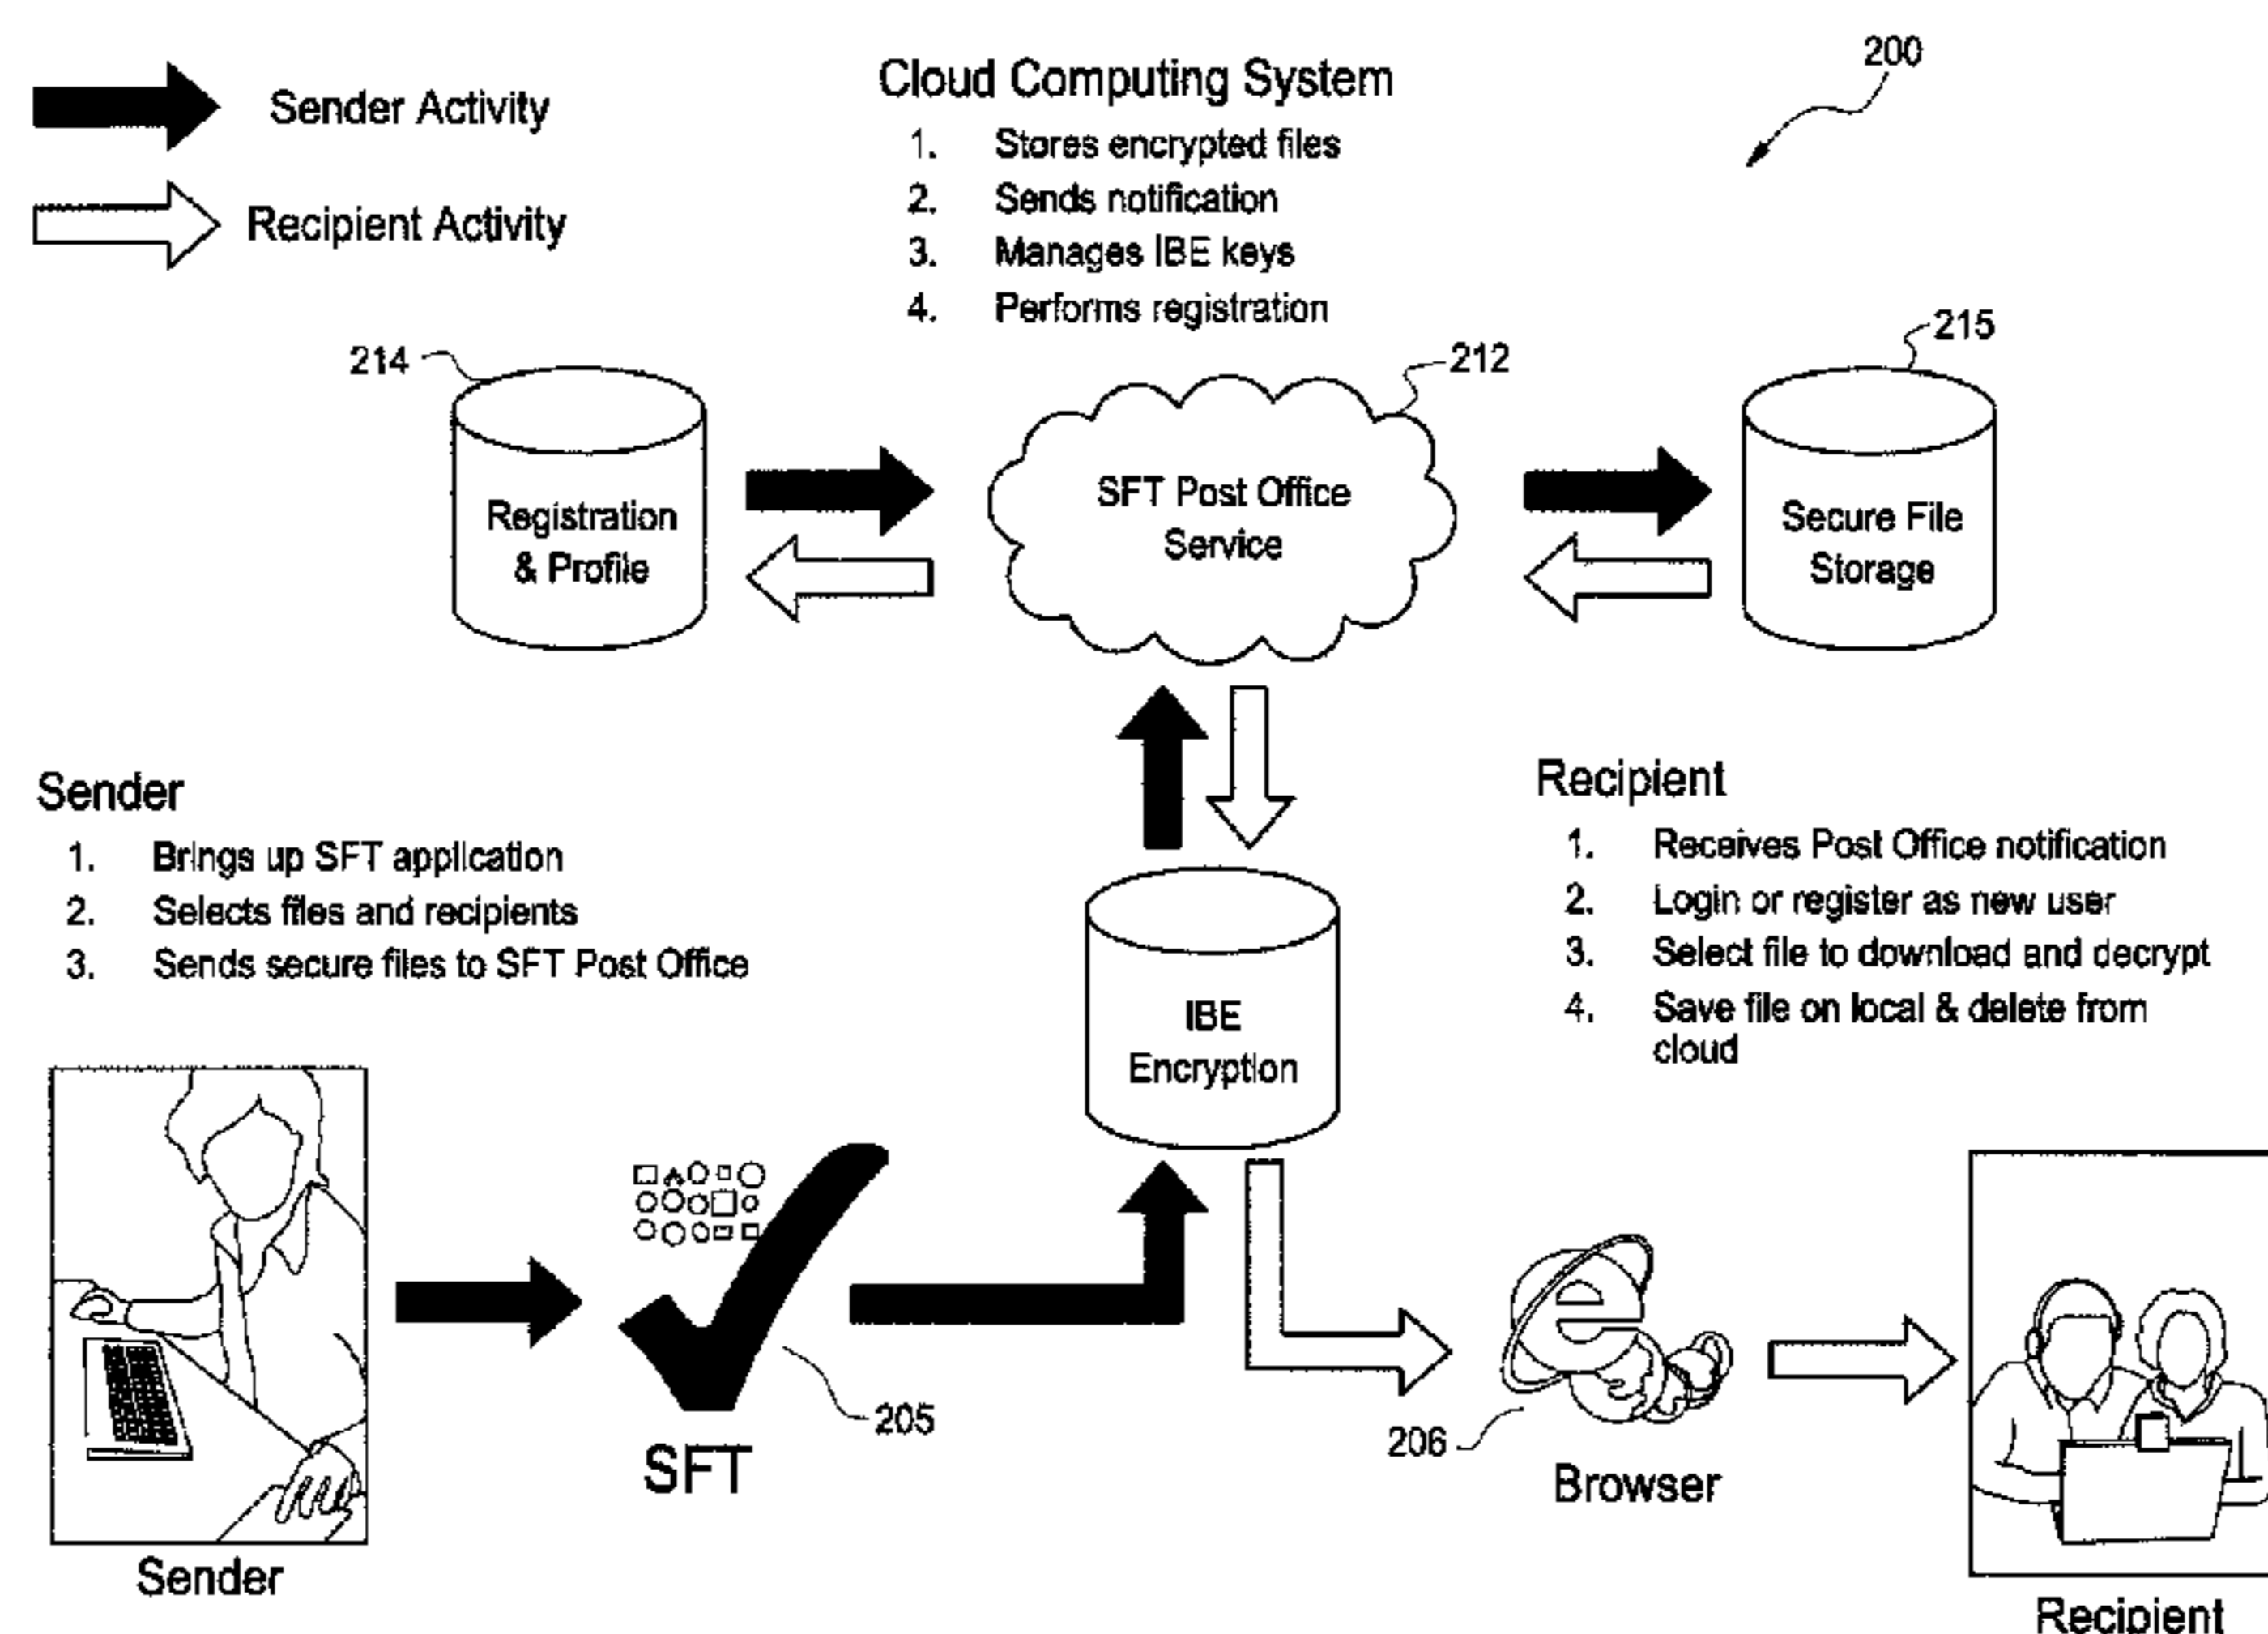 Sender Activity
Recipient Activity
Cloud Computing System
1. Stores encrypted files
2. Sends notification
3. Manages IBE keys
4. Performs registration
200
214
Registration
& Profile
212
SFT Post Office
Service
215
Secure File
Storage
Sender
1. Brings up SFT application
2. Selects files and recipients
3. Sends secure files to SFT Post Office
Recipient
1. Receives Post Office notification
2. Login or register as new user
3. Select file to download and decrypt
4. Save file on local & delete from
cloud
IBE
Encryption
Sender
205
SFT
206
Browser
Recipient